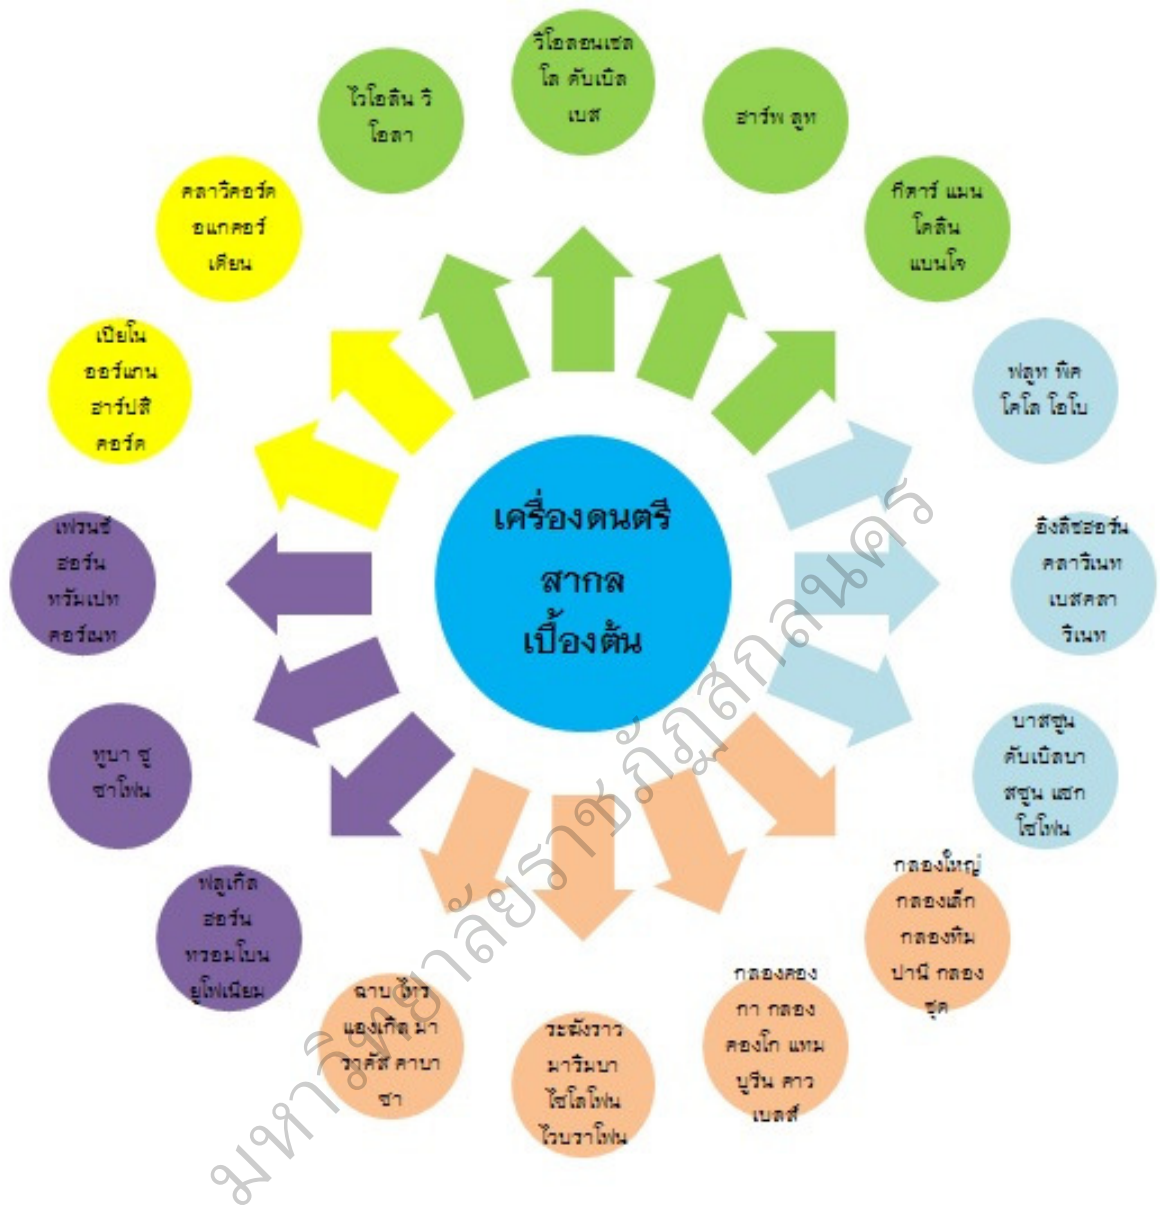 วิโอลอนเชล
โล ดับเบิล
เบส
ฮาร์พ ลูท
กีตาร์ แมน
โดลิน
แบนโจ
ฟลูท พิค
โคโล โอโบ
อิงลิชฮอร์น
คลาริเนท
เบสคลา
ริเนท
บาสซูน
ดับเบิลบา
สซูน แซก
โซโฟน
กลองใหญ่
กลองเล็ก
กลองทิม
ปานี กลอง
ชุด
กลองคอง
กา กลอง
คองโก แทม
บูรีน คาว
เบลส์
ระฆังราว
มาริมบา
ไซโลโฟน
ไวบราโฟน
ฉาบ ไทร
แองเกิล มา
ราคัส คาบา
ซา
ฟลูเกิล
ฮอร์น
ทรอมโบน
ยูโฟเนียม
ทูบา ซู
ซาโฟน
เฟรนช์
ฮอร์น
ทรัมเปท
คอร์เนท
เปียโน
ออร์แกน
ฮาร์ปสิ
คอร์ด
คลาวิคอร์ด
อแกคอร์
เดียน
ไวโอลิน วิ
โอลา
เครื่องดนตรี
สากล
เบื้องต้น
มหาวิทยาลัยราชภัฏสกลนคร